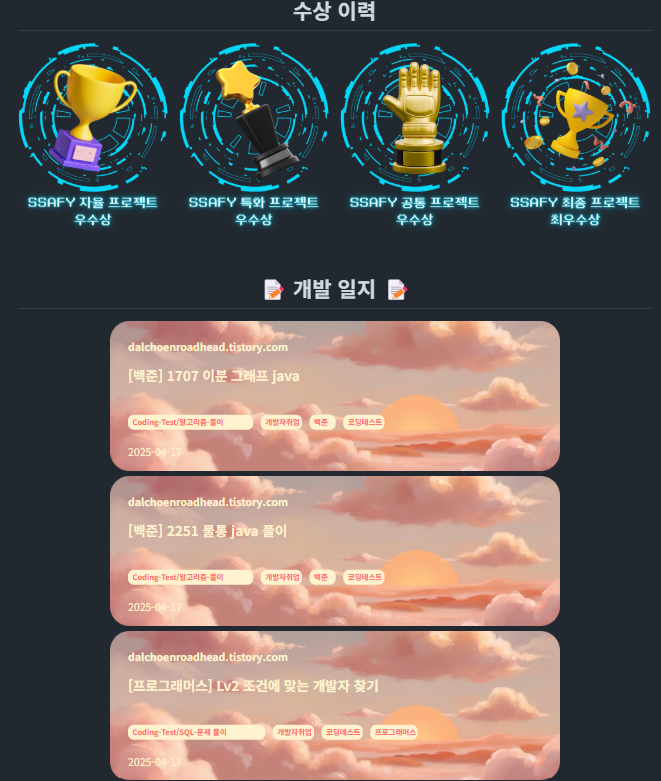 수상 이력
SSAFY 자율 프로젝트
우수상
SSAFY 특화 프로젝트
우수상
SSAFY 공통 프로젝트
우수상
SSAFY 최종 프로젝트
최우수상
📝 개발 일지 📝
dalchoenroadhead.tistory.com
[백준] 1707 이분 그래프 java
Coding-Test/알고리즘-풀이 개발자취업 백준 코딩테스트
2025-04-17
dalchoenroadhead.tistory.com
[백준] 2251 물통 java 풀이
Coding-Test/알고리즘-풀이 개발자취업 백준 코딩테스트
2025-04-17
dalchoenroadhead.tistory.com
[프로그래머스] Lv2 조건에 맞는 개발자 찾기
Coding-Test/SQL-문제 풀이 개발자취업 코딩테스트 프로그래머스
2025-04-17